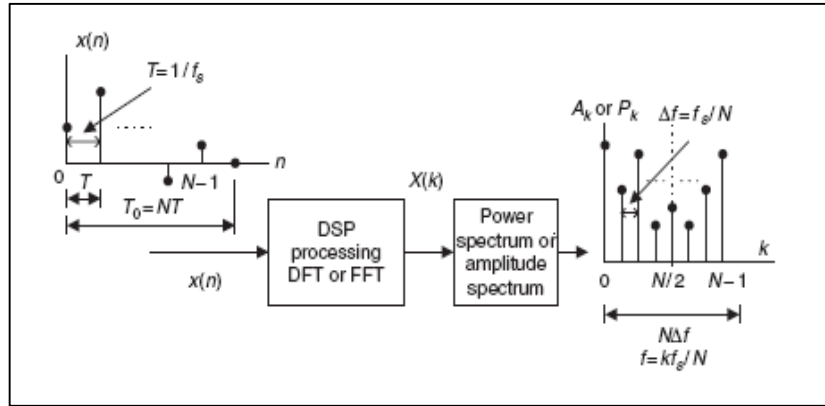 x(n)
T=1/fs
.....
n
0
T
N–1
T0=NT
x(n)
DSP
processing
DFT or FFT
X(k)
Power
spectrum or
amplitude
spectrum
Ak or Pk
Δf=fs/N
0
N/2
N–1
k
NΔf
f=kfs/N